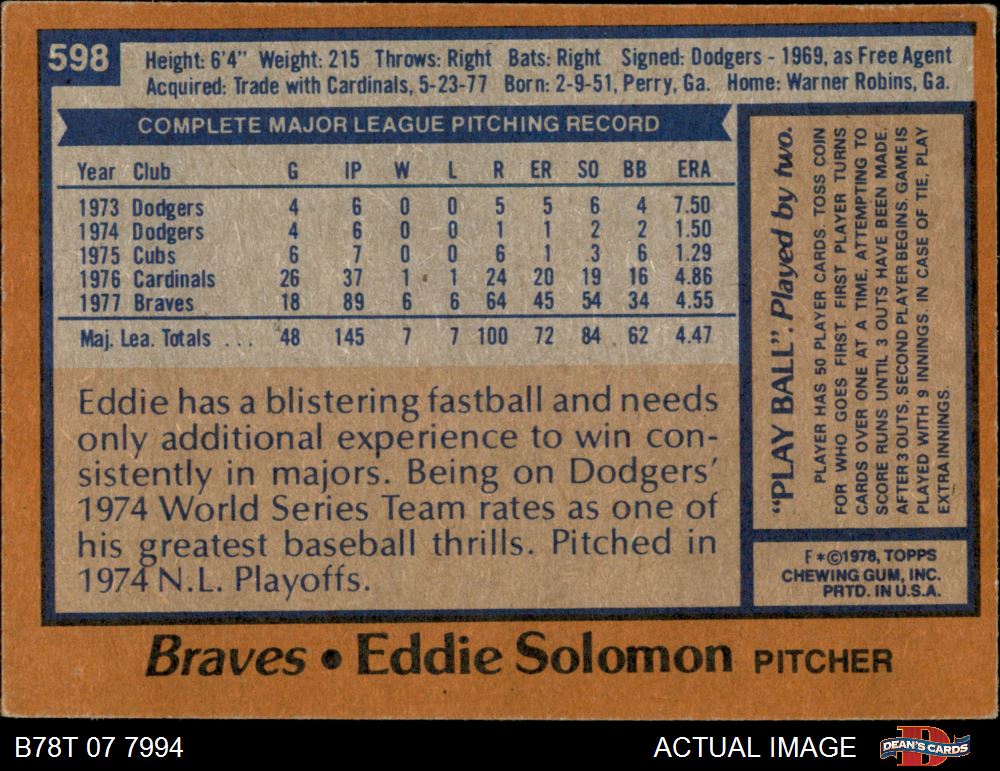 598
Height: 6'4" Weight: 215 Throws: Right Bats: Right Signed: Dodgers - 1969, as Free Agent
Acquired: Trade with Cardinals, 5-23-77 Born: 2-9-51, Perry, Ga. Home: Warner Robins, Ga.
COMPLETE MAJOR LEAGUE PITCHING RECORD
Year Club G IP W L R ER SO BB ERA
1973 Dodgers 4 6 0 0 5 5 6 4 7.50
1974 Dodgers 4 6 0 0 1 1 2 2 1.50
1975 Cubs 6 7 0 0 6 1 3 6 1.29
1976 Cardinals 26 37 1 1 24 20 19 16 4.86
1977 Braves 18 89 6 6 64 45 54 34 4.55
Maj. Lea. Totals . . . 48 145 7 7 100 72 84 62 4.47
Eddie has a blistering fastball and needs
only additional experience to win con-
sistently in majors. Being on Dodgers'
1974 World Series Team rates as one of
his greatest baseball thrills. Pitched in
1974 N.L. Playoffs.
"PLAY BALL". Played by two.
PLAYER HAS 50 PLAYER CARDS. TOSS COIN
FOR WHO GOES FIRST. FIRST PLAYER TURNS
CARDS OVER ONE AT A TIME, ATTEMPTING TO
SCORE RUNS UNTIL 3 OUTS HAVE BEEN MADE.
AFTER 3 OUTS, SECOND PLAYER BEGINS. GAME IS
PLAYED WITH 9 INNINGS. IN CASE OF TIE, PLAY
EXTRA INNINGS.
F*©1978, TOPPS
CHEWING GUM, INC.
PRTD. IN U.S.A.
Braves • Eddie Solomon PITCHER
B78T 07 7994
ACTUAL IMAGE
DEAN'S CARDS